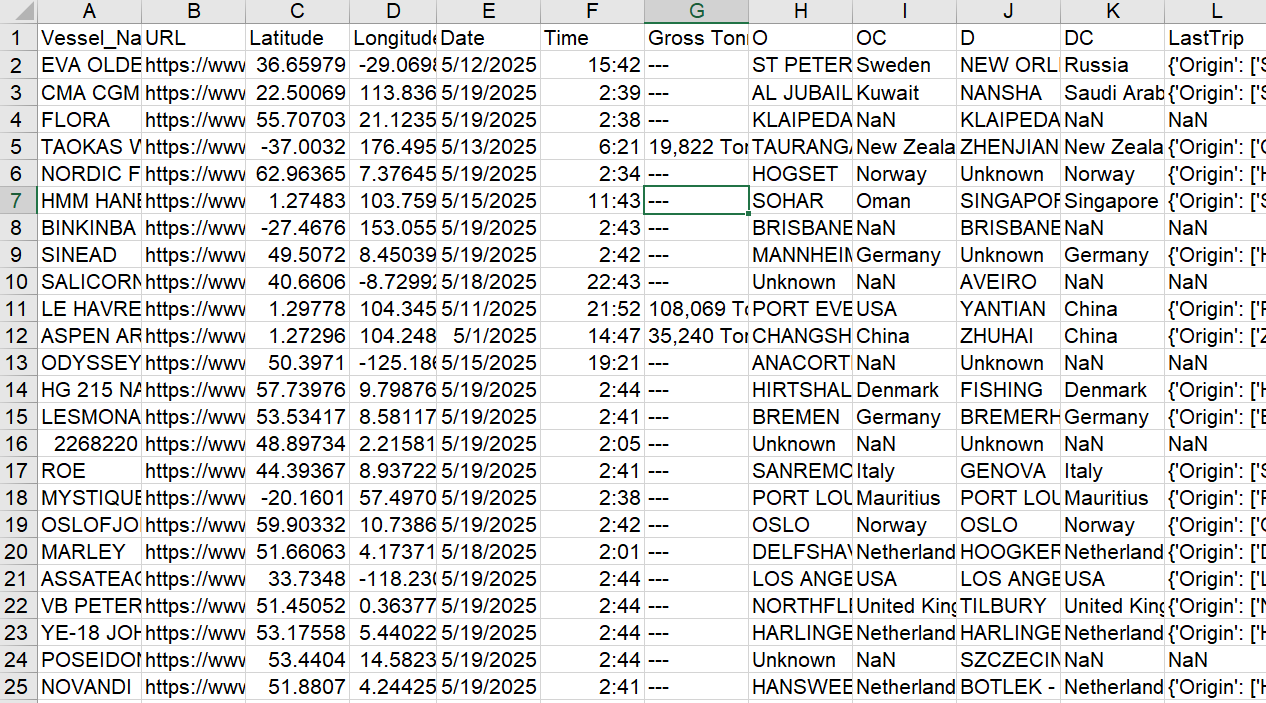 A B C D E F G H I J K L
1 Vessel_Na URL Latitude Longitude Date Time Gross Ton O OC D DC LastTrip
2 EVA OLDE https://www 36.65979 -29.0698 5/12/2025 15:42 --- ST PETER Sweden NEW ORL Russia {'Origin': ['S
3 CMA CGM https://www 22.50069 113.836 5/19/2025 2:39 --- AL JUBAIL Kuwait NANSHA Saudi Arab {'Origin': ['S
4 FLORA https://www 55.70703 21.1235 5/19/2025 2:38 --- KLAIPEDA NaN KLAIPEDA NaN NaN
5 TAOKAS W https://www -37.0032 176.495 5/13/2025 6:21 19,822 Ton TAURANGA New Zeala ZHENJIAN New Zeala {'Origin': ['C
6 NORDIC F https://www 62.96365 7.37645 5/19/2025 2:34 --- HOGSET Norway Unknown Norway {'Origin': ['H
7 HMM HANE https://www 1.27483 103.759 5/15/2025 11:43 --- SOHAR Oman SINGAPOR Singapore {'Origin': ['S
8 BINKINBA https://www -27.4676 153.055 5/19/2025 2:43 --- BRISBANE NaN BRISBANE NaN NaN
9 SINEAD https://www 49.5072 8.45039 5/19/2025 2:42 --- MANNHEIM Germany Unknown Germany {'Origin': ['H
10 SALICORN https://www 40.6606 -8.72992 5/18/2025 22:43 --- Unknown NaN AVEIRO NaN NaN
11 LE HAVRE https://www 1.29778 104.345 5/11/2025 21:52 108,069 To PORT EVE USA YANTIAN China {'Origin': ['F
12 ASPEN AR https://www 1.27296 104.248 5/1/2025 14:47 35,240 Ton CHANGSH China ZHUHAI China {'Origin': ['Z
13 ODYSSEY https://www 50.3971 -125.186 5/15/2025 19:21 --- ANACORT NaN Unknown NaN NaN
14 HG 215 NA https://www 57.73976 9.79876 5/19/2025 2:44 --- HIRTSHAL Denmark FISHING Denmark {'Origin': ['H
15 LESMONA https://www 53.53417 8.58117 5/19/2025 2:41 --- BREMEN Germany BREMERH Germany {'Origin': ['B
16 2268220 https://www 48.89734 2.21581 5/19/2025 2:05 --- Unknown NaN Unknown NaN NaN
17 ROE https://www 44.39367 8.93722 5/19/2025 2:41 --- SANREMO Italy GENOVA Italy {'Origin': ['S
18 MYSTIQUE https://www -20.1601 57.4970 5/19/2025 2:38 --- PORT LOU Mauritius PORT LOU Mauritius {'Origin': ['P
19 OSLOFJO https://www 59.90332 10.7386 5/19/2025 2:42 --- OSLO Norway OSLO Norway {'Origin': ['O
20 MARLEY https://www 51.66063 4.17371 5/18/2025 2:01 --- DELFSHAV Netherland HOOGKER Netherland {'Origin': ['D
21 ASSATEAG https://www 33.7348 -118.230 5/19/2025 2:44 --- LOS ANGE USA LOS ANGE USA {'Origin': ['L
22 VB PETER https://www 51.45052 0.36377 5/19/2025 2:44 --- NORTHFLE United King TILBURY United King {'Origin': ['N
23 YE-18 JOH https://www 53.17558 5.44022 5/19/2025 2:44 --- HARLINGE Netherland HARLINGE Netherland {'Origin': ['H
24 POSEIDON https://www 53.4404 14.5823 5/19/2025 2:44 --- Unknown NaN SZCZECIN NaN NaN
25 NOVANDI https://www 51.8807 4.24425 5/19/2025 2:41 --- HANSWEE Netherland BOTLEK - Netherland {'Origin': ['H